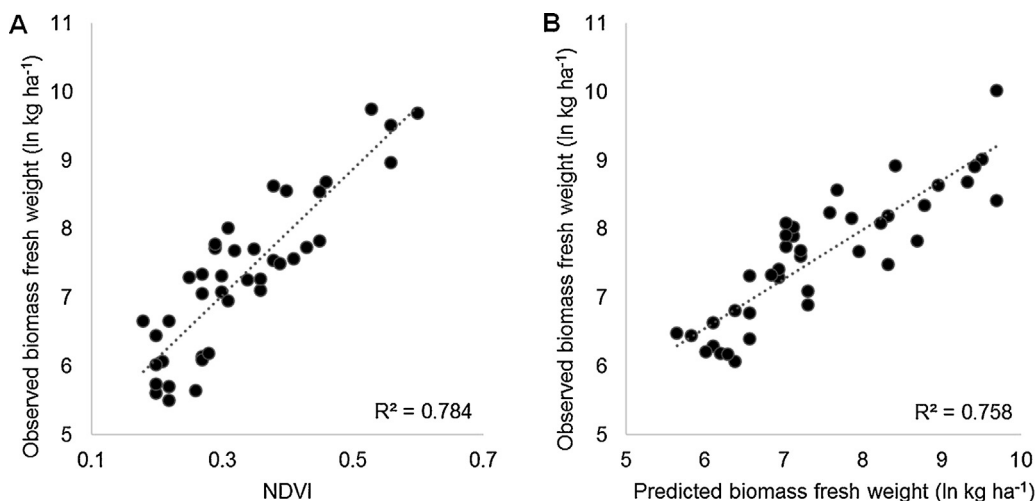 A
Observed biomass fresh weight (ln kg ha⁻¹)
11
10
9
8
7
6
5
0.1 0.3 0.5 0.7
NDVI
R² = 0.784
B
Observed biomass fresh weight (ln kg ha⁻¹)
11
10
9
8
7
6
5
5 6 7 8 9 10
Predicted biomass fresh weight (ln kg ha⁻¹)
R² = 0.758